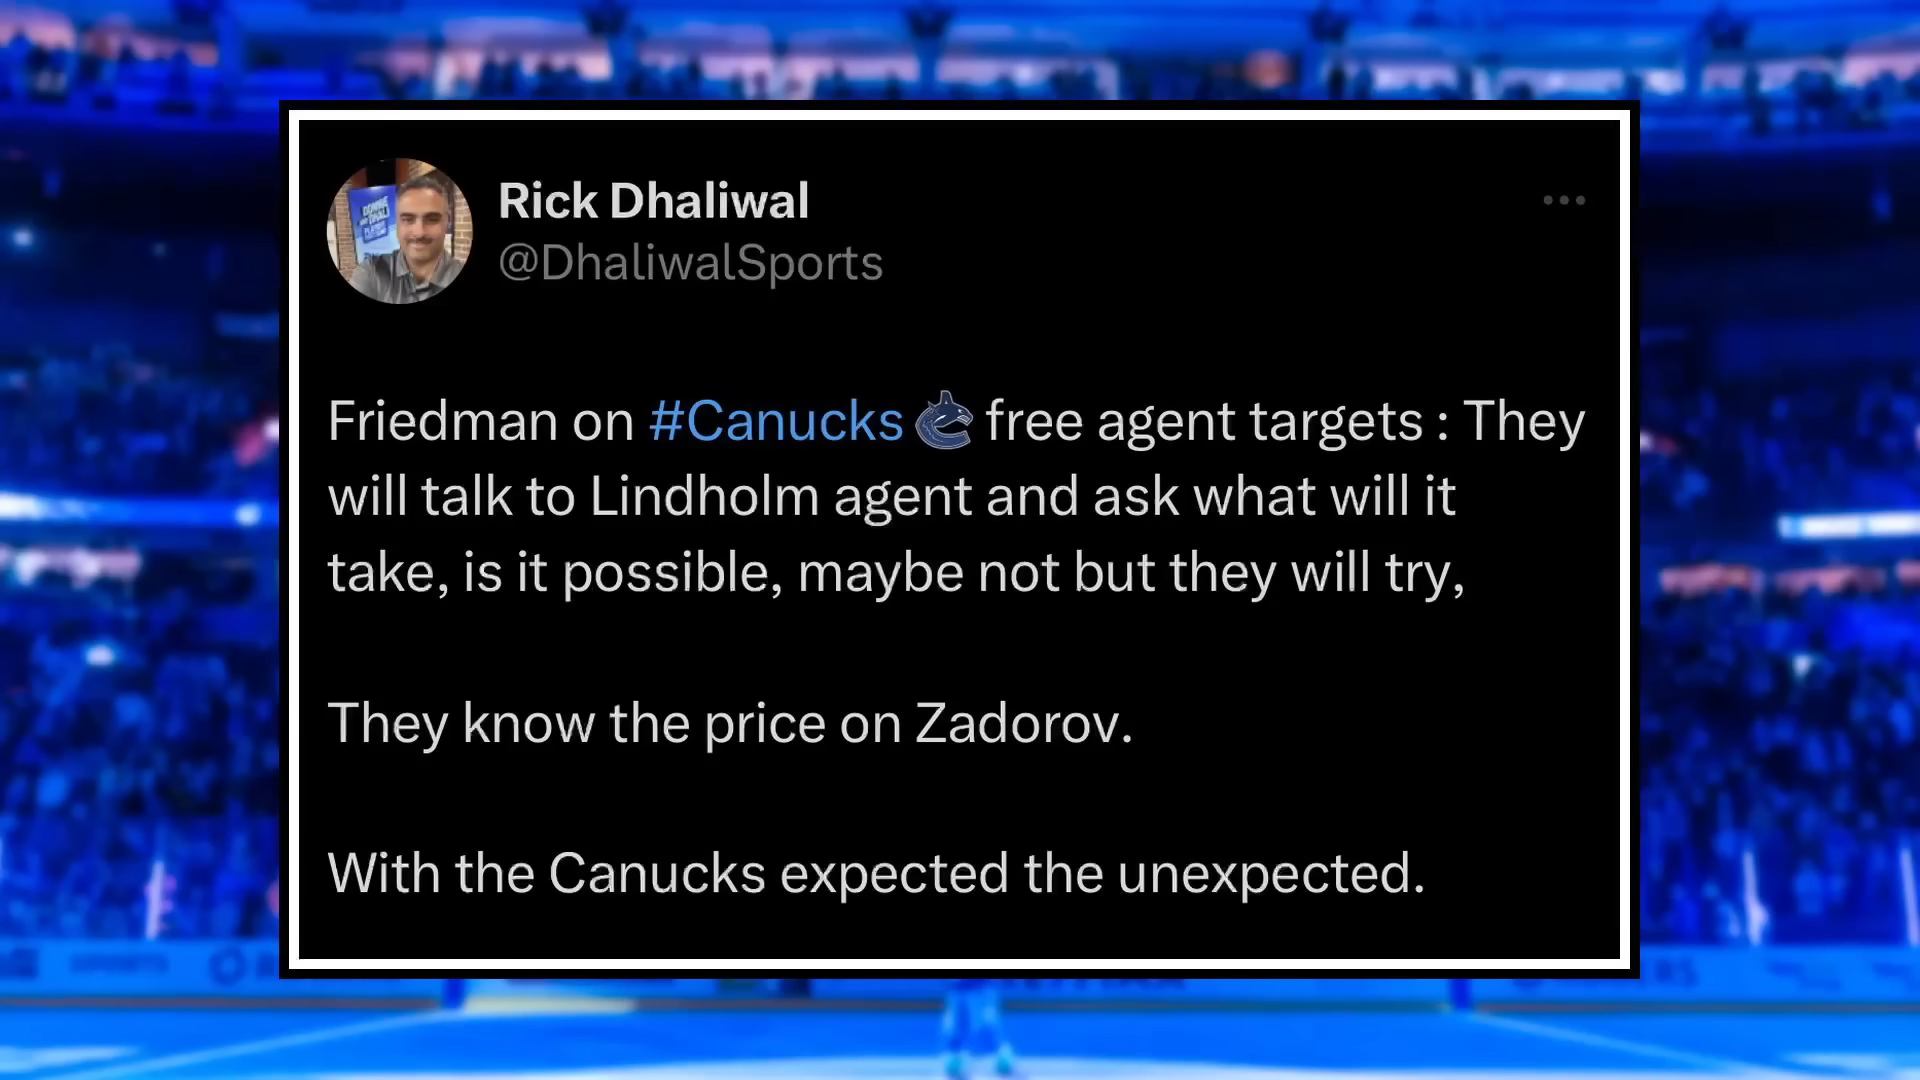 Rick Dhaliwal
@DhaliwalSports
Friedman on #Canucks free agent targets : They
will talk to Lindholm agent and ask what will it
take, is it possible, maybe not but they will try,
They know the price on Zadorov.
With the Canucks expected the unexpected.